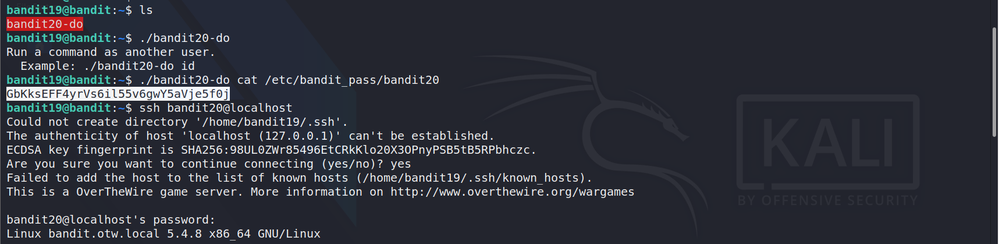 bandit19@bandit:~$ ls
bandit20-do
bandit19@bandit:~$ ./bandit20-do
Run a command as another user.
  Example: ./bandit20-do id
bandit19@bandit:~$ ./bandit20-do cat /etc/bandit_pass/bandit20
GbKksEFF4yrVs6il55v6gwY5aVje5f0j
bandit19@bandit:~$ ssh bandit20@localhost
Could not create directory '/home/bandit19/.ssh'.
The authenticity of host 'localhost (127.0.0.1)' can't be established.
ECDSA key fingerprint is SHA256:98UL0ZWr85496EtCRkKlo20X3OPnyPSB5tB5RPbhczc.
Are you sure you want to continue connecting (yes/no)? yes
Failed to add the host to the list of known hosts (/home/bandit19/.ssh/known_hosts).
This is a OverTheWire game server. More information on http://www.overthewire.org/wargames
bandit20@localhost's password:
Linux bandit.otw.local 5.4.8 x86_64 GNU/Linux
KALI
BY OFFENSIVE SECURITY